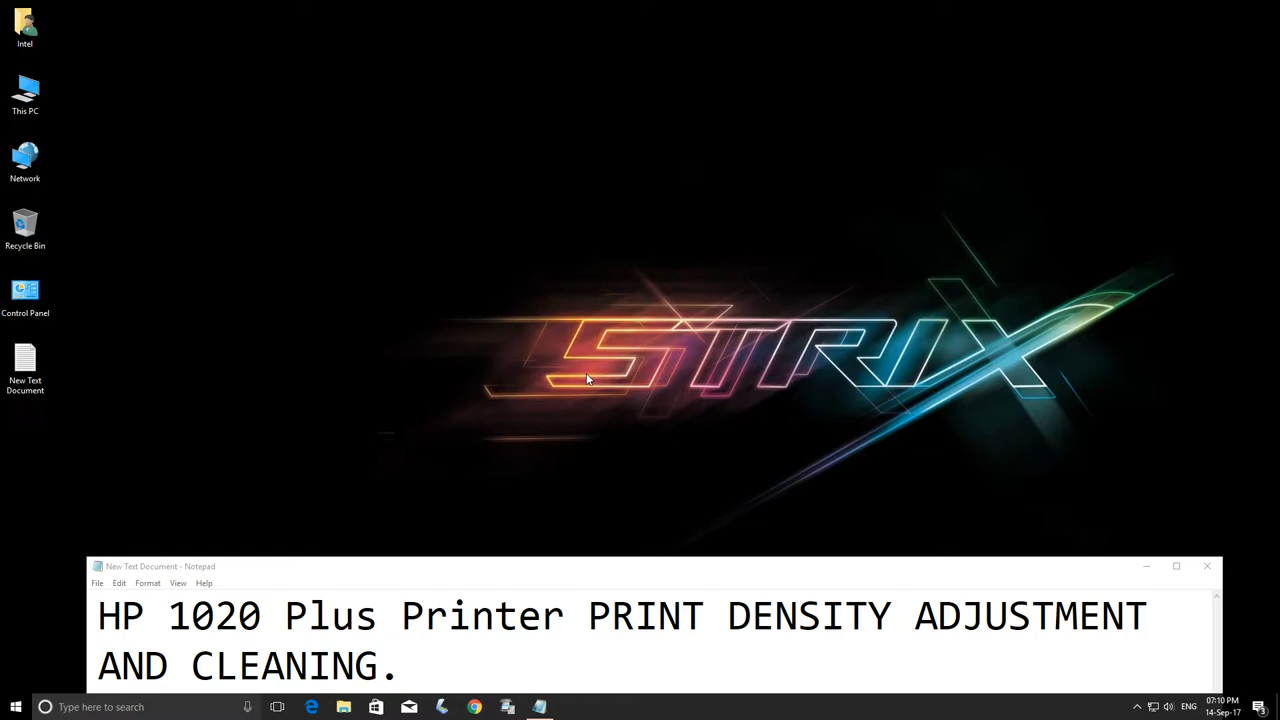 Intel
This PC
Network
Recycle Bin
Control Panel
New Text
Document
STRIX
New Text Document - Notepad
File Edit Format View Help
HP 1020 Plus Printer PRINT DENSITY ADJUSTMENT
AND CLEANING.
Type here to search
ENG
07:10 PM
14-Sep-17
3